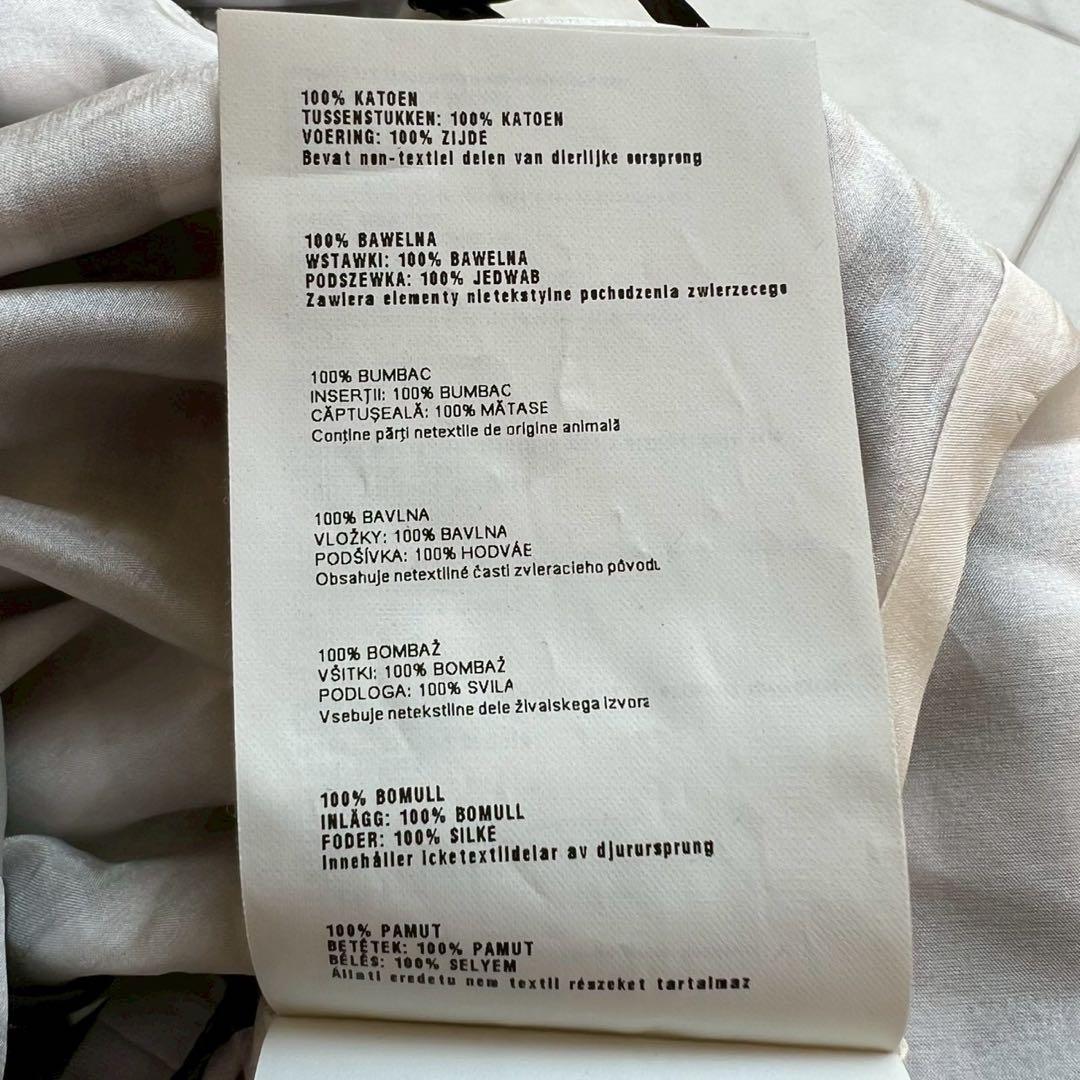 100% KATOEN
TUSSENSTUKKEN: 100% KATOEN
VOERING: 100% ZIJDE
Bevat non-textiel delen van dierlijke oorsprong
100% BAWELNA
WSTAWKI: 100% BAWELNA
PODSZEWKA: 100% JEDWAB
Zawiera elementy nietekstylne pochodzenia zwierzecego
100% BUMBAC
INSERȚII: 100% BUMBAC
CĂPTUȘEALĂ: 100% MĂTASE
Conține părți netextile de origine animală
100% BAVLNA
VLOŽKY: 100% BAVLNA
PODŠÍVKA: 100% HODVÁE
Obsahuje netextilné časti zvieracieho pôvodu
100% BOMBAŽ
VŠITKI: 100% BOMBAŽ
PODLOGA: 100% SVILA
Vsebuje netekstilne dele živalskega izvora
100% BOMULL
INLÄGG: 100% BOMULL
FODER: 100% SILKE
Innehåller icketextildelar av djurursprung
100% PAMUT
BETÉTEK: 100% PAMUT
BÉLÉS: 100% SELYEM
Állati eredetu nem textil részeket tartalmaz